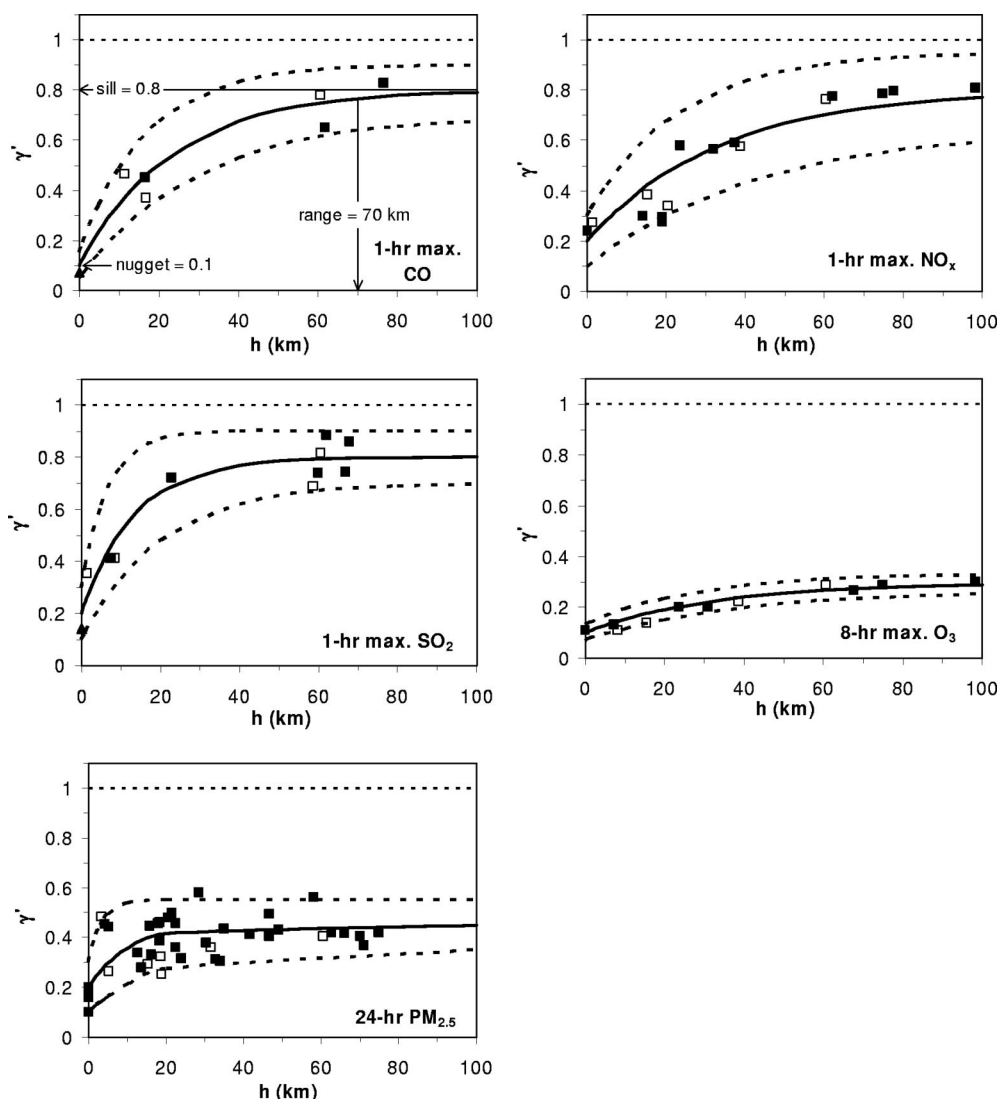 1
0.8
0.6
0.4
0.2
0
γ'
sill = 0.8
range = 70 km
nugget = 0.1
1-hr max.
CO
0 20 40 60 80 100
h (km)
1
0.8
0.6
0.4
0.2
0
γ'
1-hr max. NOₓ
0 20 40 60 80 100
h (km)
1
0.8
0.6
0.4
0.2
0
γ'
1-hr max. SO₂
0 20 40 60 80 100
h (km)
1
0.8
0.6
0.4
0.2
0
γ'
8-hr max. O₃
0 20 40 60 80 100
h (km)
1
0.8
0.6
0.4
0.2
0
γ'
24-hr PM₂.₅
0 20 40 60 80 100
h (km)